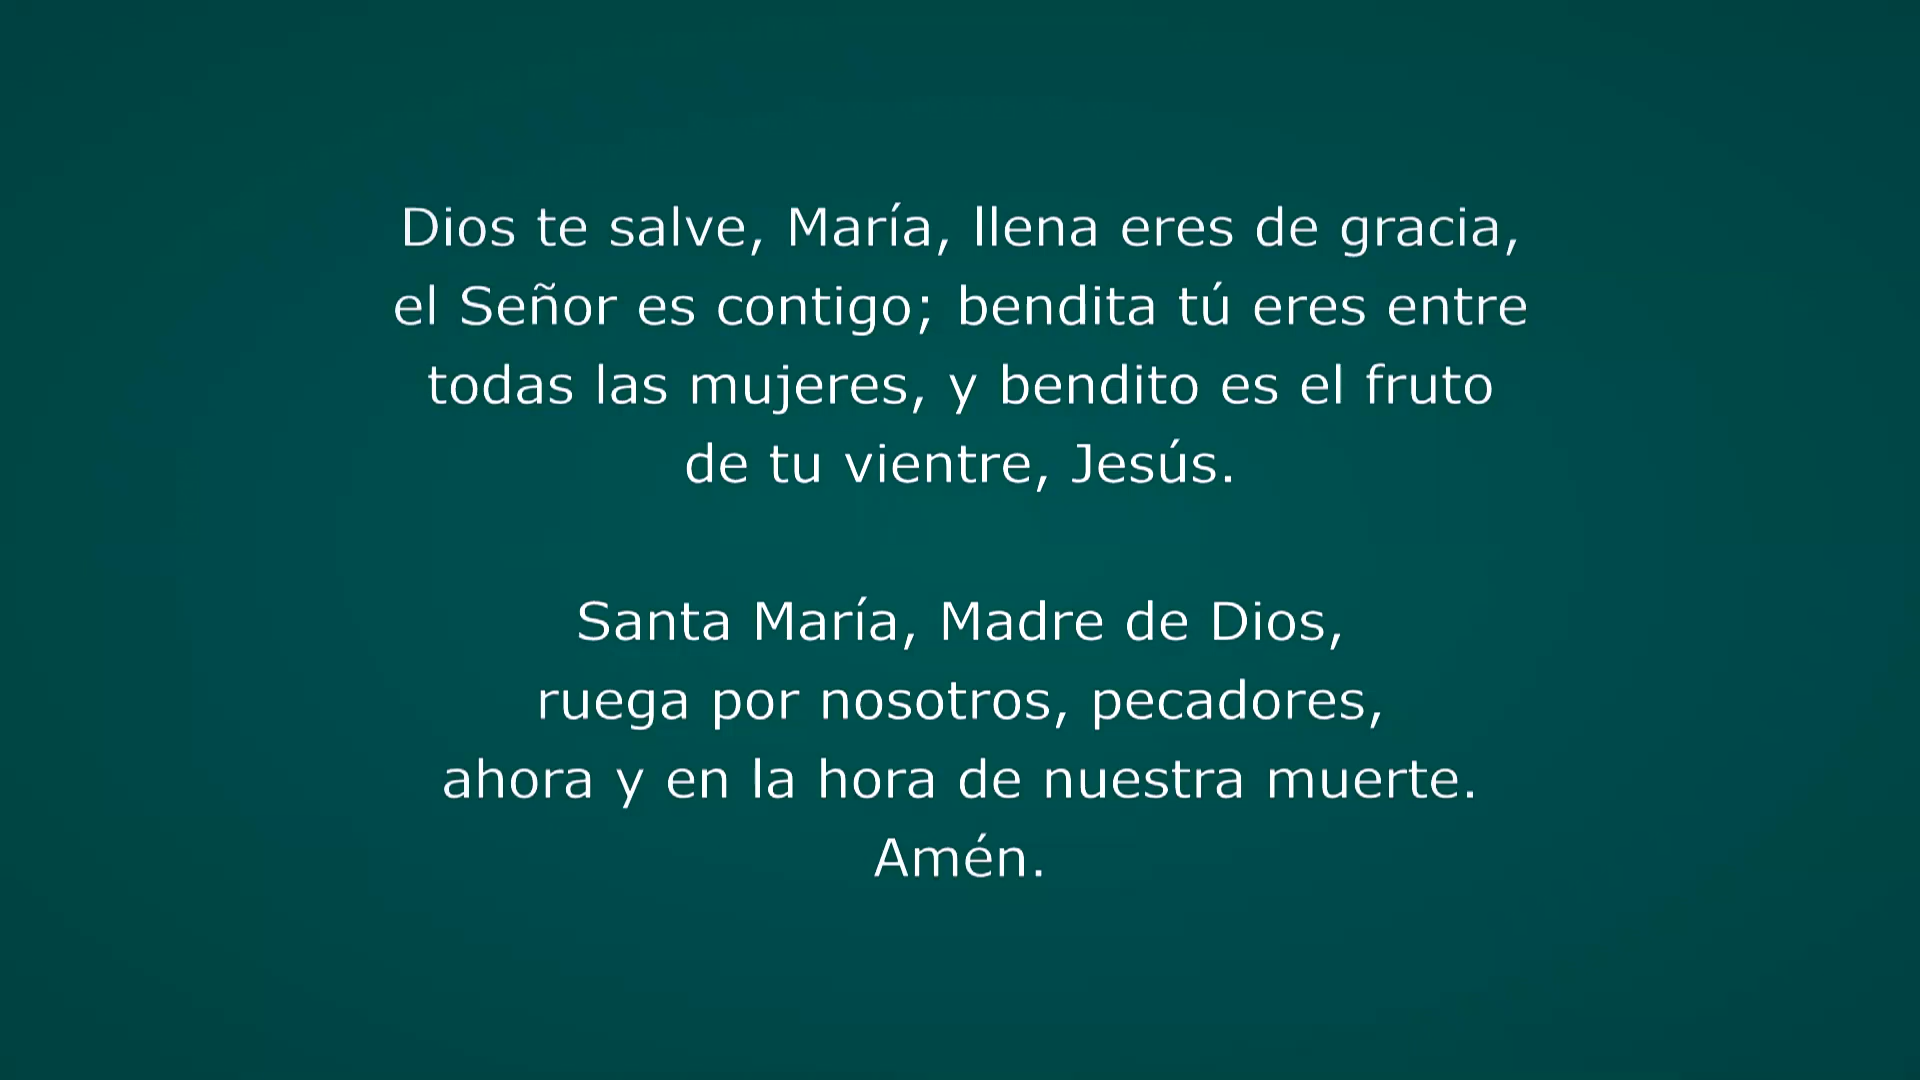 Dios te salve, María, llena eres de gracia,
el Señor es contigo; bendita tú eres entre
todas las mujeres, y bendito es el fruto
de tu vientre, Jesús.
Santa María, Madre de Dios,
ruega por nosotros, pecadores,
ahora y en la hora de nuestra muerte.
Amén.